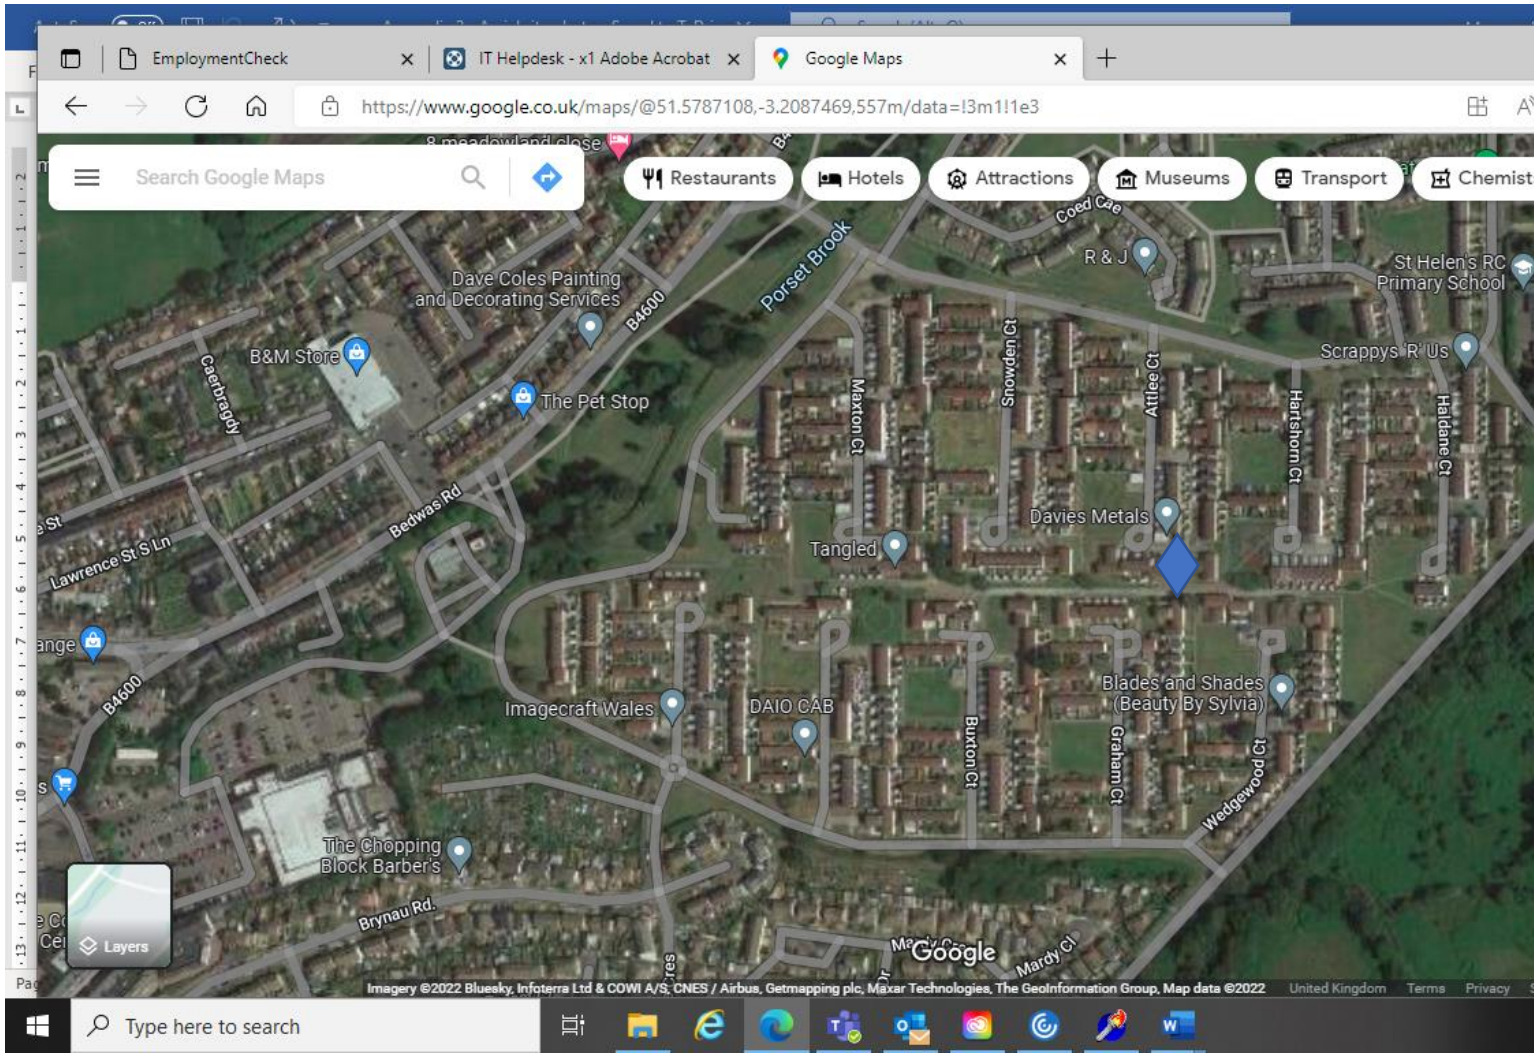 EmploymentCheck
IT Helpdesk - x1 Adobe Acrobat
Google Maps
https://www.google.co.uk/maps/@51.5787108,-3.2087469,557m/data=!3m1!1e3
8 meadowland close
Search Google Maps
Restaurants
Hotels
Attractions
Museums
Transport
Chemist
Coed Cae
Porset Brook
R & J
St Helen's RC
Primary School
Dave Coles Painting
and Decorating Services
B4600
B&M Store
Caerbragdy
The Pet Stop
Snowden Ct
Attlee Ct
Scrappys 'R' Us
Maxton Ct
Hartshorn Ct
Haldane Ct
Bedwas Rd
Lawrence St S Ln
Davies Metals
Tangled
B4600
Imagecraft Wales
DAIO CAB
Blades and Shades
(Beauty By Sylvia)
Buxton Ct
Graham Ct
Wedgewood Ct
The Chopping
Block Barber's
Brynau Rd.
Mardy Cl
Google
Layers
Imagery ©2022 Bluesky, Infoterra Ltd & COWI A/S, CNES / Airbus, Getmapping plc, Maxar Technologies, The GeoInformation Group, Map data ©2022
United Kingdom
Terms
Privacy
Type here to search